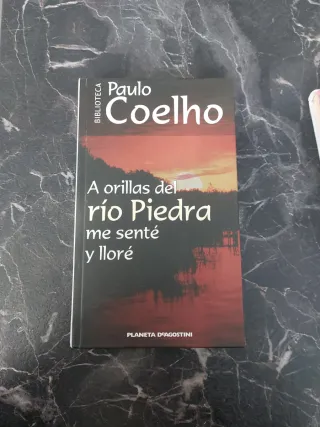 BIBLIOTECA
Paulo
Coelho
A orillas del
río Piedra
me senté
y lloré
PLANETA DEAGOSTINI